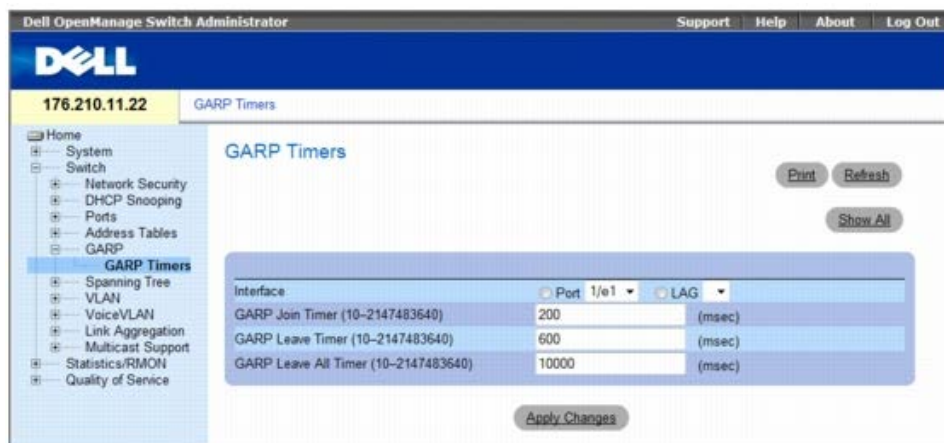 Dell OpenManage Switch Administrator Support Help About Log Out
DELL
176.210.11.22 GARP Timers
Home
System
Switch
Network Security
DHCP Snooping
Ports
Address Tables
GARP
GARP Timers
Spanning Tree
VLAN
VoiceVLAN
Link Aggregation
Multicast Support
Statistics/RMON
Quality of Service
GARP Timers
Print Refresh
Show All
Interface Port 1/e1 LAG
GARP Join Timer (10–2147483640) 200 (msec)
GARP Leave Timer (10–2147483640) 600 (msec)
GARP Leave All Timer (10–2147483640) 10000 (msec)
Apply Changes